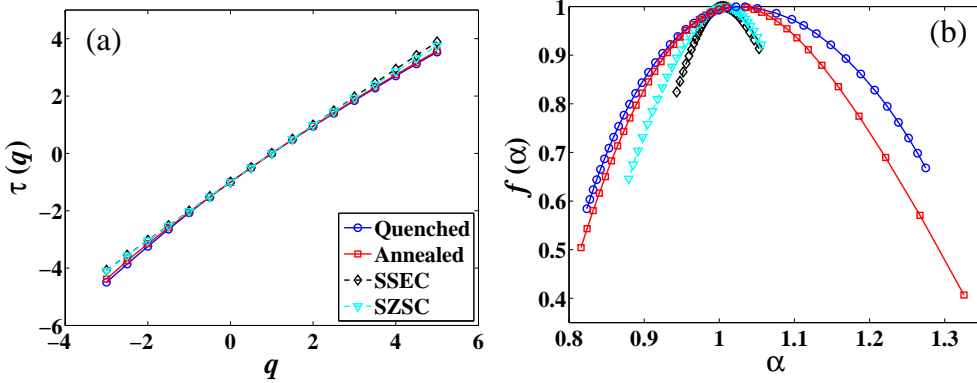 (a)
τ (q)
4
2
0
−2
−4
−6
−4
−2
0
2
4
6
q
Quenched
Annealed
SSEC
SZSC
(b)
f (α)
1
0.9
0.8
0.7
0.6
0.5
0.4
0.8
0.9
1
1.1
1.2
1.3
α